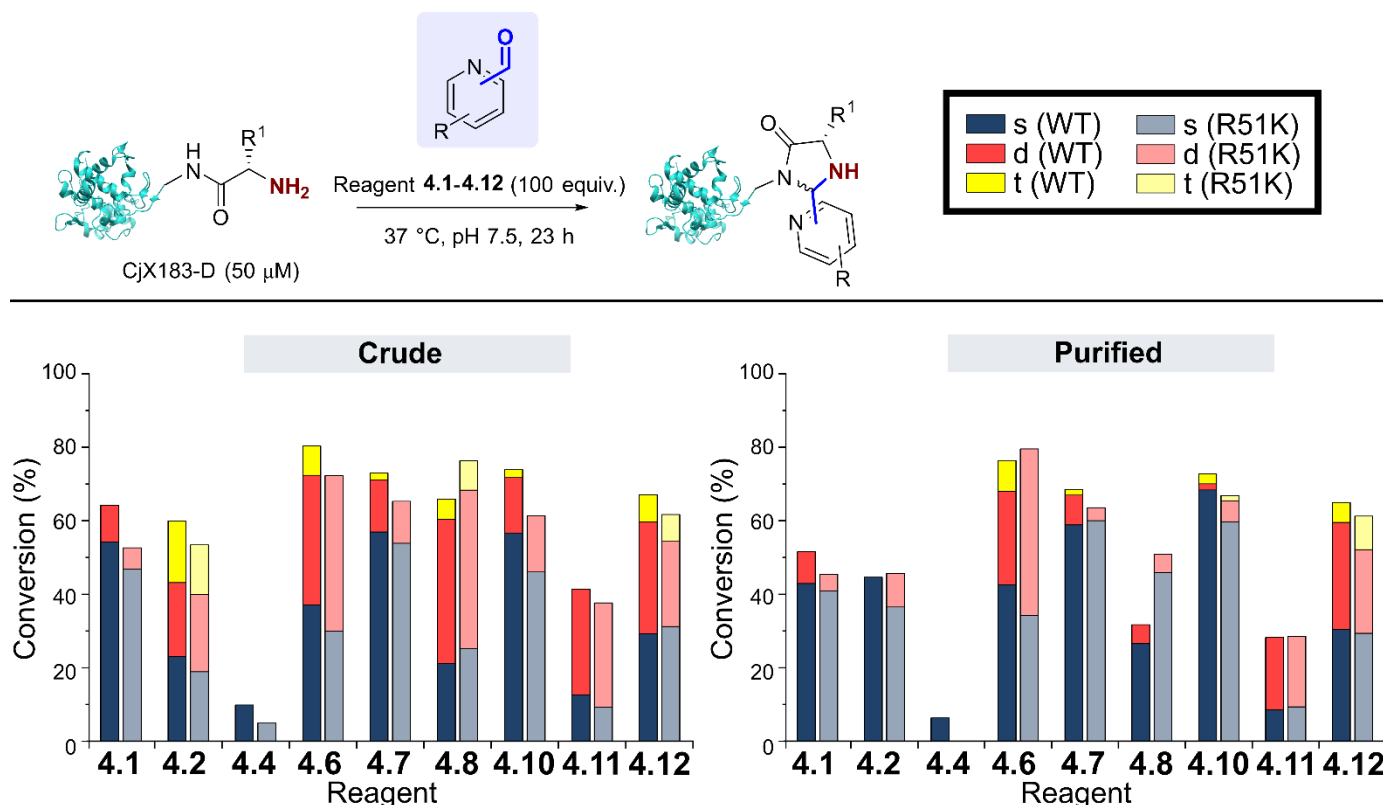 O
N
R
H
N
R¹
NH₂
O
CjX183-D (50 μM)
Reagent 4.1-4.12 (100 equiv.)
37 °C, pH 7.5, 23 h
O
R¹
N
NH
N
R
s (WT) s (R51K)
d (WT) d (R51K)
t (WT) t (R51K)
Crude
Conversion (%)
100
80
60
40
20
0
4.1 4.2 4.4 4.6 4.7 4.8 4.10 4.11 4.12
Reagent
Purified
Conversion (%)
100
80
60
40
20
0
4.1 4.2 4.4 4.6 4.7 4.8 4.10 4.11 4.12
Reagent